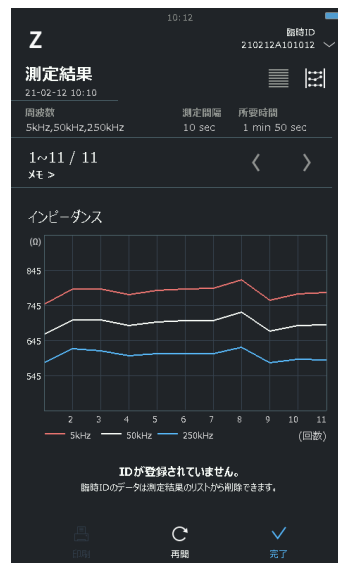 10:12
Z
臨時ID
210212A101012
測定結果
21-02-12 10:10
周波数 測定間隔 所要時間
5kHz,50kHz,250kHz 10 sec 1 min 50 sec
1~11 / 11
メモ >
インピーダンス
(Ω)
845
745
645
545
2 3 4 5 6 7 8 9 10 11
5kHz 50kHz 250kHz (回数)
IDが登録されていません。
臨時IDのデータは測定結果のリストから削除できます。
印刷 再開 完了